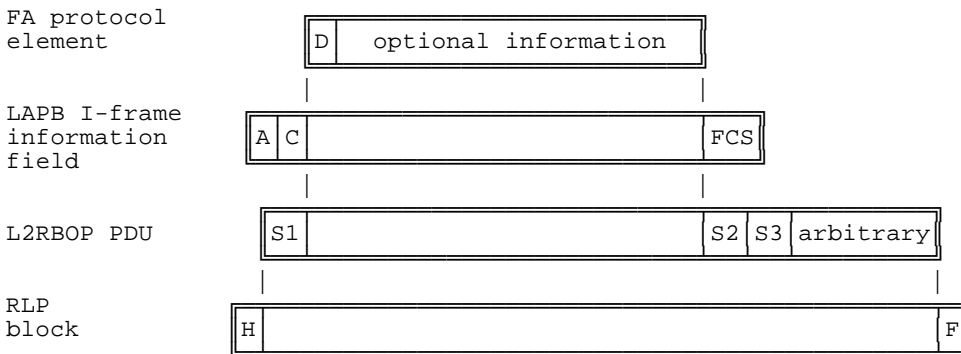 FA protocol
element
D optional information
LAPB I-frame
information
field
A C FCS
L2RBOP PDU
S1 S2 S3 arbitrary
RLP
block
H F